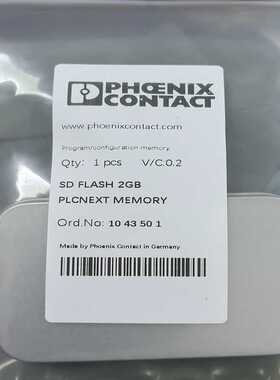 PHŒNIX
CONTACT
www.phoenixcontact.com
Program/configuration memory
Qty: 1 pcs V/C:0.2
SD FLASH 2GB
PLCNEXT MEMORY
Ord.No: 10 43 50 1
Made by Phoenix Contact in Germany